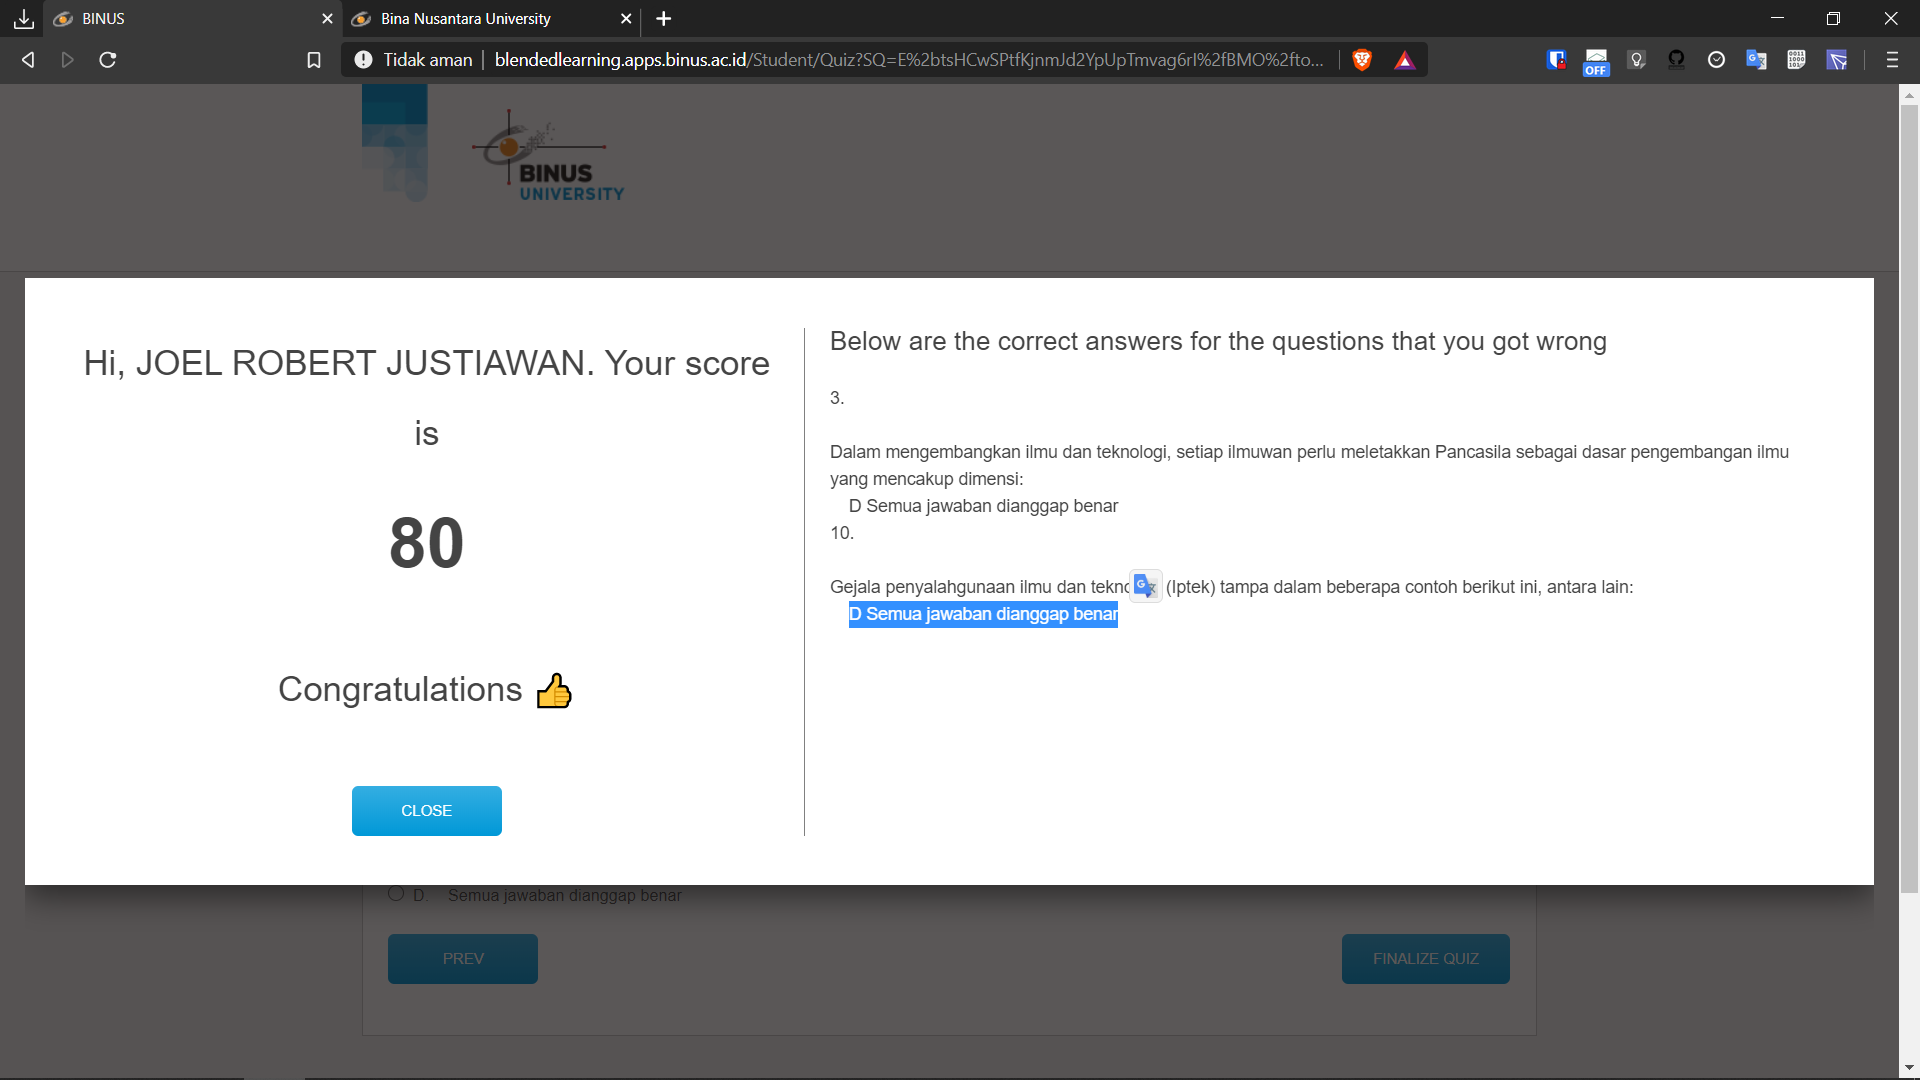 BINUS
Bina Nusantara University
Tidak aman
blendedlearning.apps.binus.ac.id/Student/Quiz?SQ=E%2btsHCwSPtfKjnmJd2YpUpTmvag6rI%2fBMO%2fto...
OFF
BINUS
UNIVERSITY
Hi, JOEL ROBERT JUSTIAWAN. Your score
is
80
Congratulations 👍
CLOSE
Below are the correct answers for the questions that you got wrong
3.
Dalam mengembangkan ilmu dan teknologi, setiap ilmuwan perlu meletakkan Pancasila sebagai dasar pengembangan ilmu
yang mencakup dimensi:
D Semua jawaban dianggap benar
10.
Gejala penyalahgunaan ilmu dan tekno (Iptek) tampa dalam beberapa contoh berikut ini, antara lain:
D Semua jawaban dianggap benar
D. Semua jawaban dianggap benar
PREV
FINALIZE QUIZ